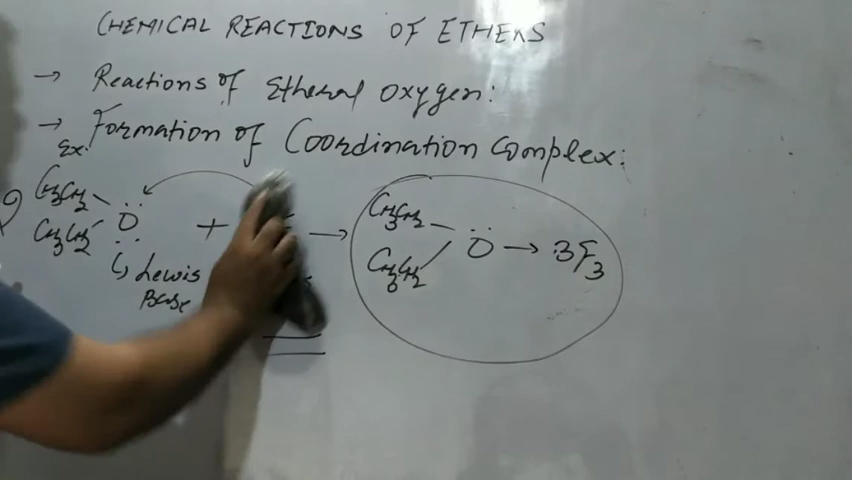 CHEMICAL REACTIONS OF ETHERS
→ Reactions of Etheral Oxygen:
→ Formation of Coordination Complex:
Ex:
CH3CH2 CH3CH2 O + → CH3CH2 CH3CH2 O → BF3
Lewis
Base